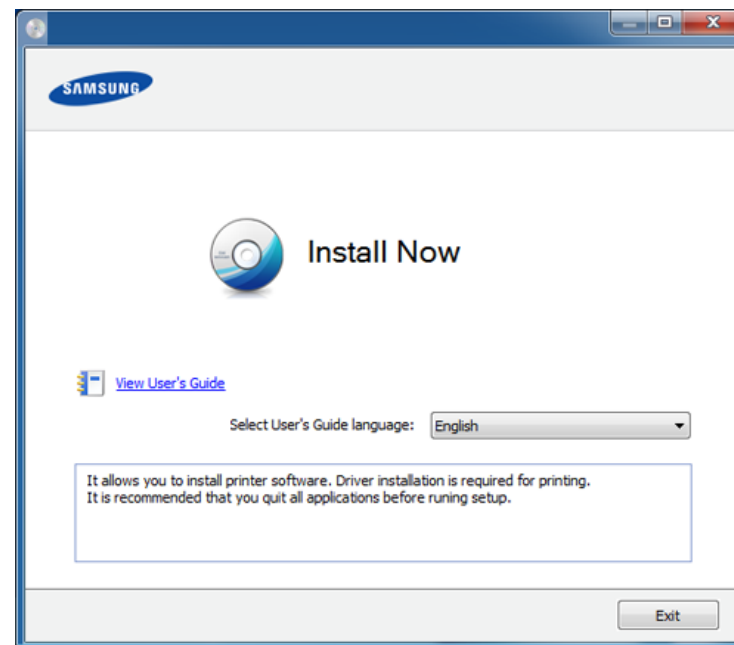 SAMSUNG
Install Now
View User's Guide
Select User's Guide language: English
It allows you to install printer software. Driver installation is required for printing.
It is recommended that you quit all applications before runing setup.
Exit